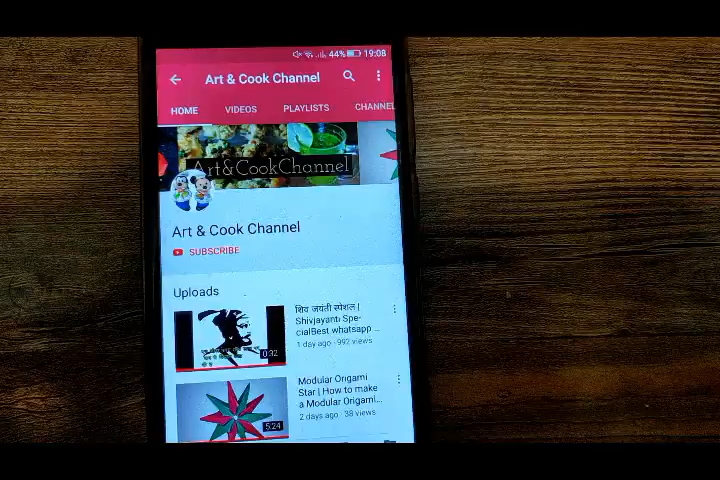 44% 19:08
Art & Cook Channel
HOME VIDEOS PLAYLISTS CHANNEL
Art&CookChannel
Art & Cook Channel
SUBSCRIBE
Uploads
शिव जयंती स्पेशल |
Shivjayanti Spe-
cialBest whatsapp ...
1 day ago · 992 views
0:32
Modular Origami
Star | How to make
a Modular Origami...
2 days ago · 38 views
5:24